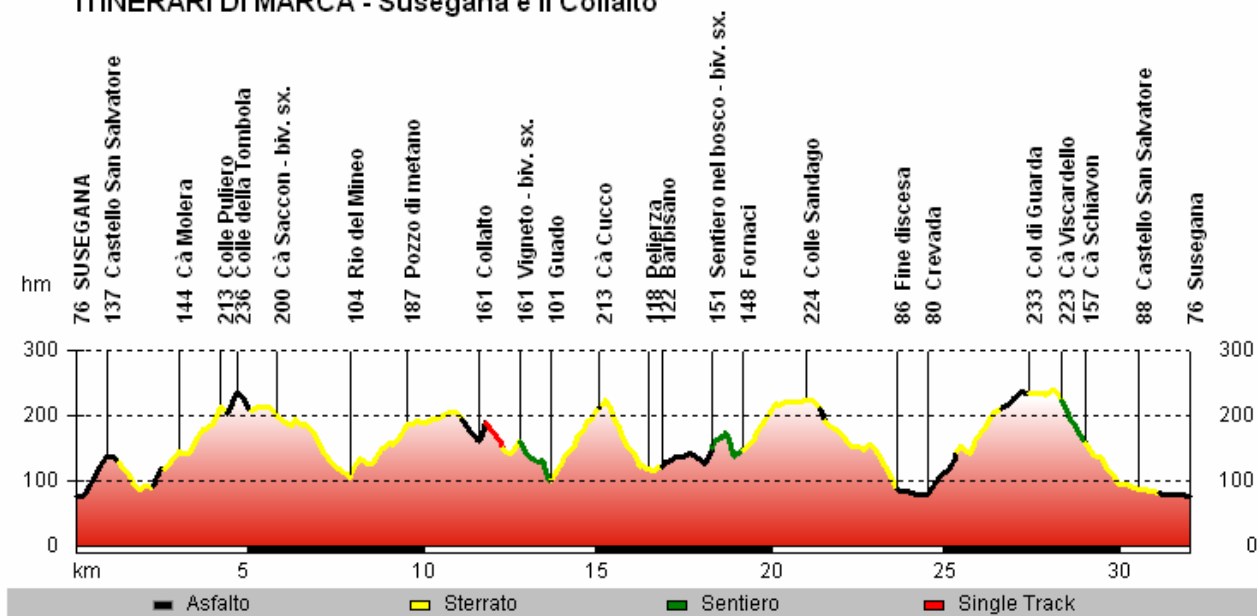 ITINERARI DI MARCA - Susegana e il Collalto
hm
76 SUSEGANA
137 Castello San Salvatore
144 Cà Molera
213 Colle Puliero
236 Colle della Tombola
200 Cà Saccon - biv. sx.
104 Rio del Mineo
187 Pozzo di metano
161 Collalto
161 Vigneto - biv. sx.
101 Guado
213 Cà Cucco
118 Pelierza
122 Barbisano
151 Sentiero nel bosco - biv. sx.
148 Fornaci
224 Colle Sandago
86 Fine discesa
80 Crevada
233 Col di Guarda
223 Cà Viscardello
157 Cà Schiavon
88 Castello San Salvatore
76 Susegana
300 300
200 200
100 100
0 0
km 5 10 15 20 25 30
Asfalto Sterrato Sentiero Single Track